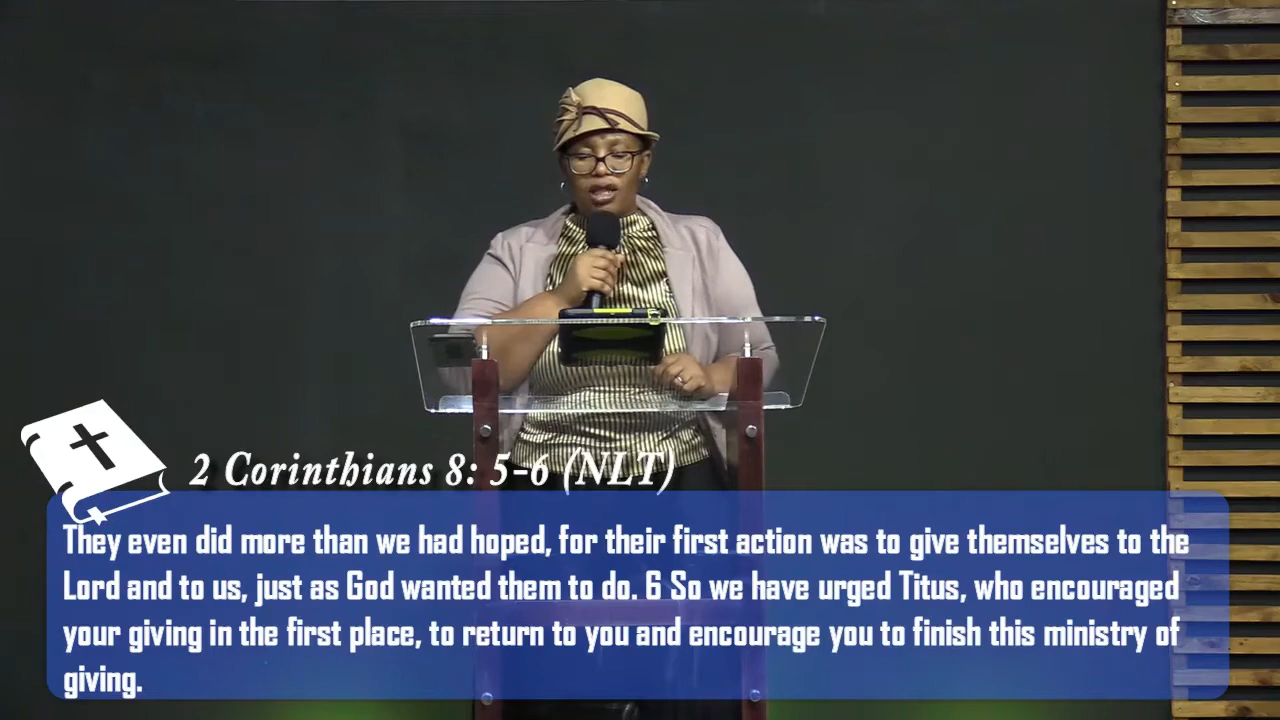 2 Corinthians 8: 5-6 (NLT)
They even did more than we had hoped, for their first action was to give themselves to the
Lord and to us, just as God wanted them to do. 6 So we have urged Titus, who encouraged
your giving in the first place, to return to you and encourage you to finish this ministry of
giving.